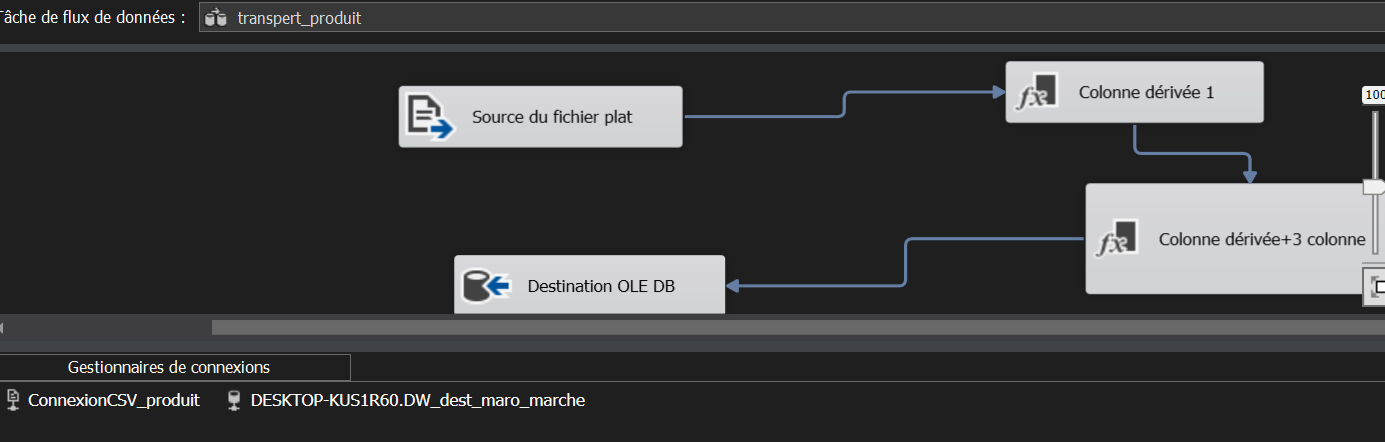 Tâche de flux de données :
transpert_produit
Colonne dérivée 1
100
Source du fichier plat
Colonne dérivée+3 colonne
Destination OLE DB
Gestionnaires de connexions
ConnexionCSV_produit
DESKTOP-KUS1R60.DW_dest_maro_marche